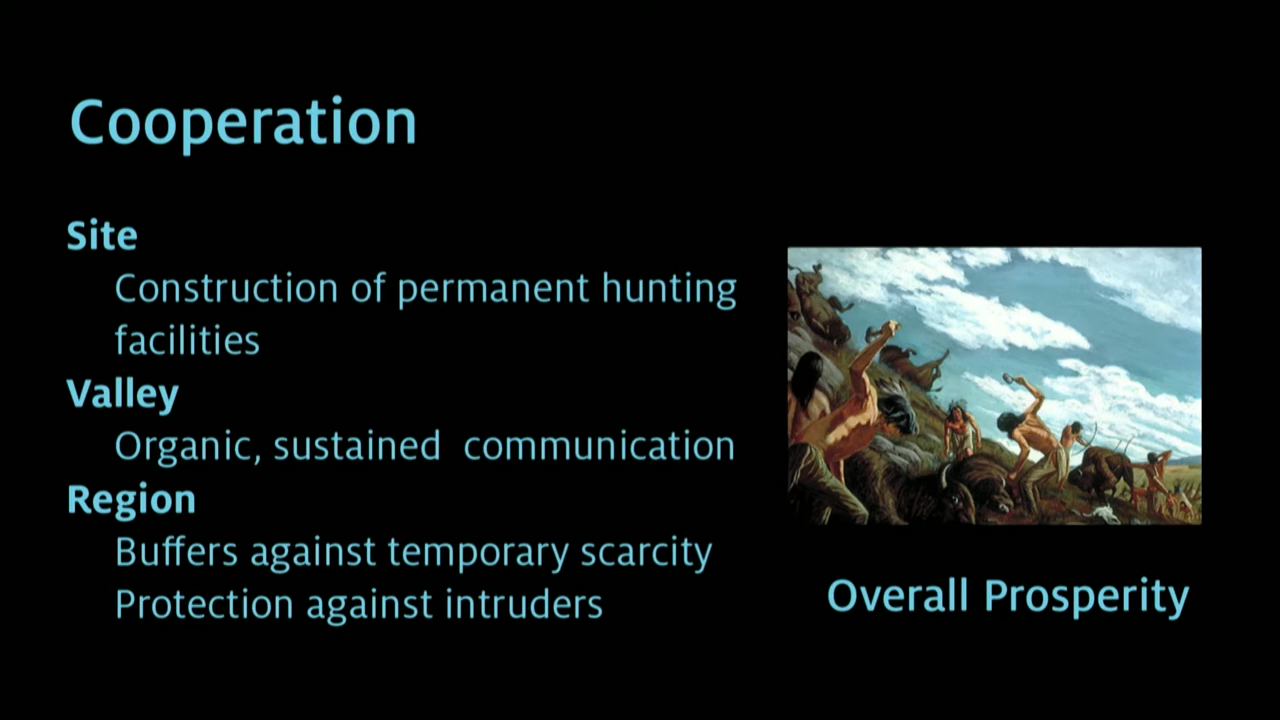 Cooperation
Site
Construction of permanent hunting
facilities
Valley
Organic, sustained  communication
Region
Buffers against temporary scarcity
Protection against intruders
Overall Prosperity